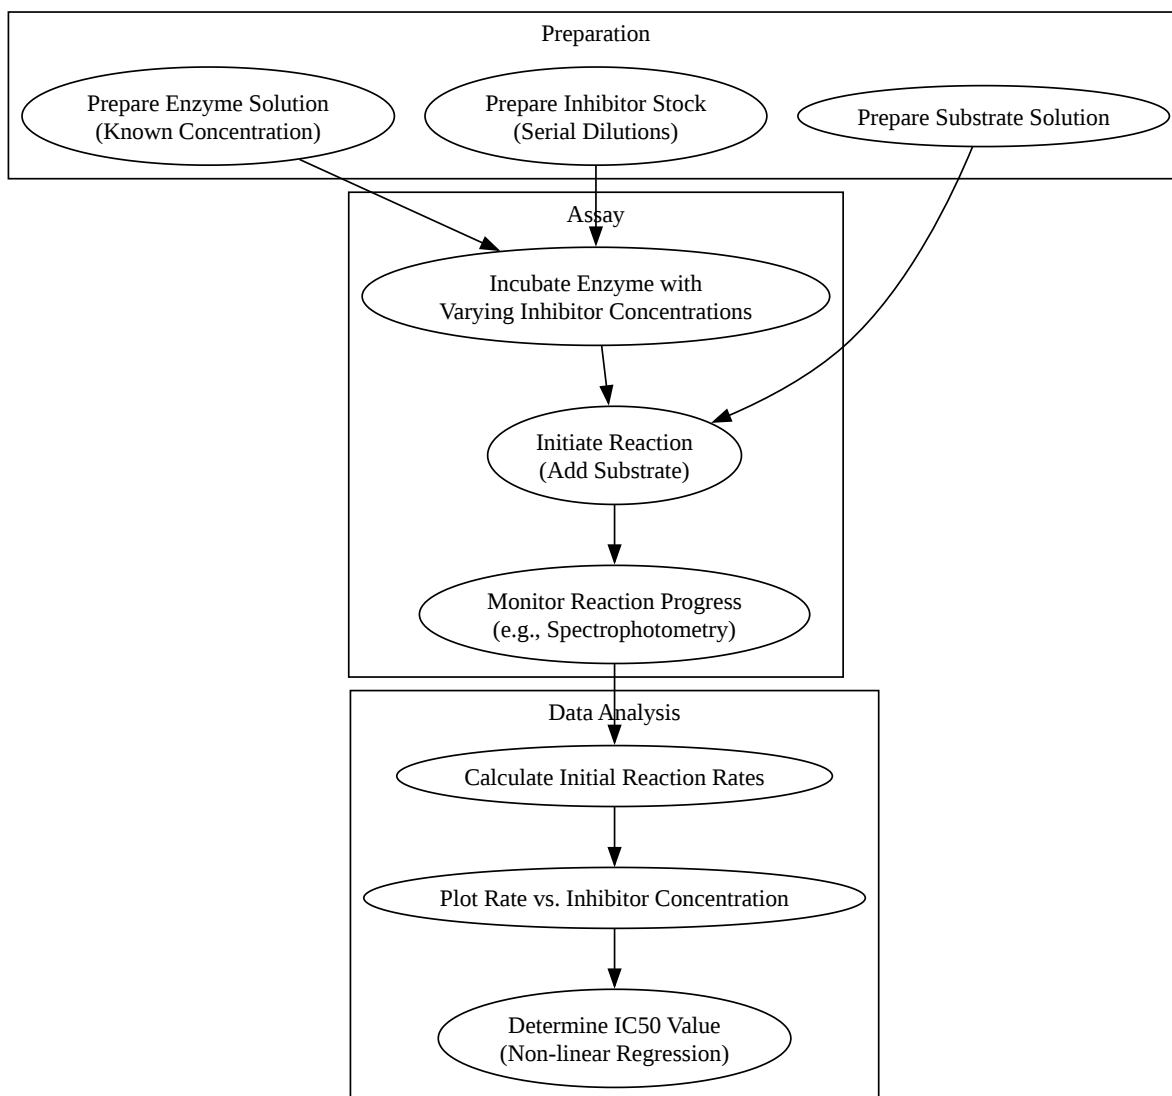 Preparation
Prepare Enzyme Solution
(Known Concentration)
Prepare Inhibitor Stock
(Serial Dilutions)
Prepare Substrate Solution
Assay
Incubate Enzyme with
Varying Inhibitor Concentrations
Initiate Reaction
(Add Substrate)
Monitor Reaction Progress
(e.g., Spectrophotometry)
Data Analysis
Calculate Initial Reaction Rates
Plot Rate vs. Inhibitor Concentration
Determine IC50 Value
(Non-linear Regression)